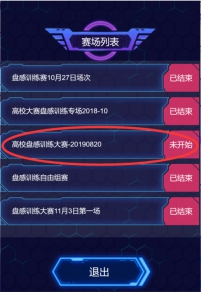 赛场列表
盘感训练赛10月27日场次 已结束
高校大赛盘感训练专场2018-10 已结束
高校盘感训练大赛-20190820 未开始
盘感训练自由组赛 已结束
盘感训练大赛11月3日第一场 已结束
退出